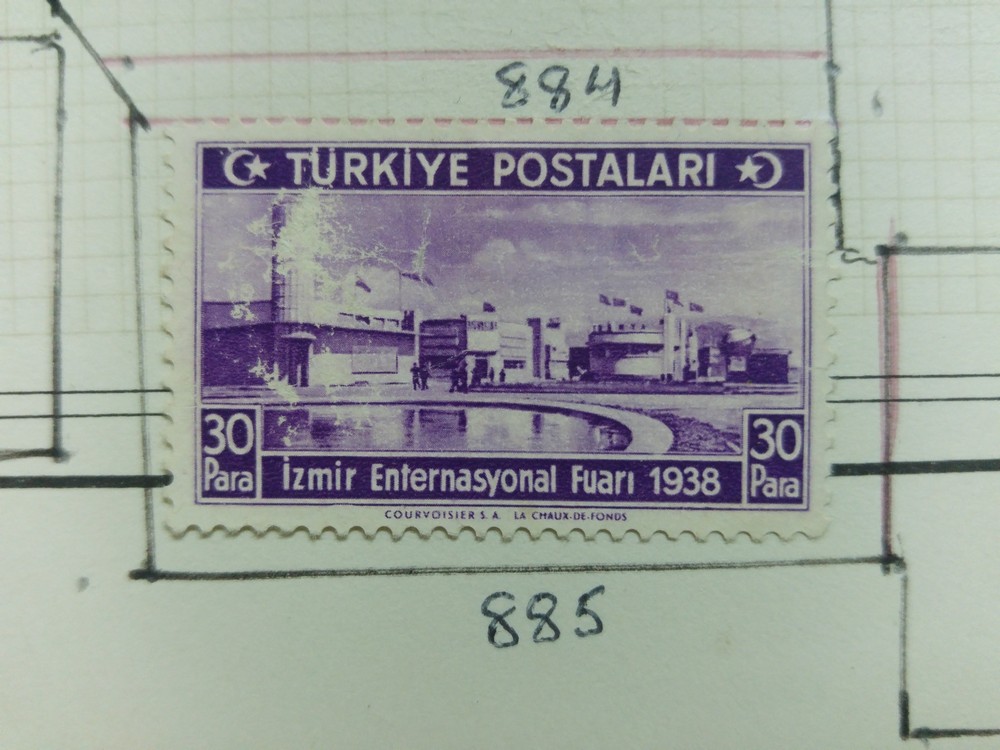 884
TÜRKİYE POSTALARI
30 Para
İzmir Enternasyonal Fuarı 1938
30 Para
COURVOISIER S.A. LA CHAUX-DE-FONDS
885